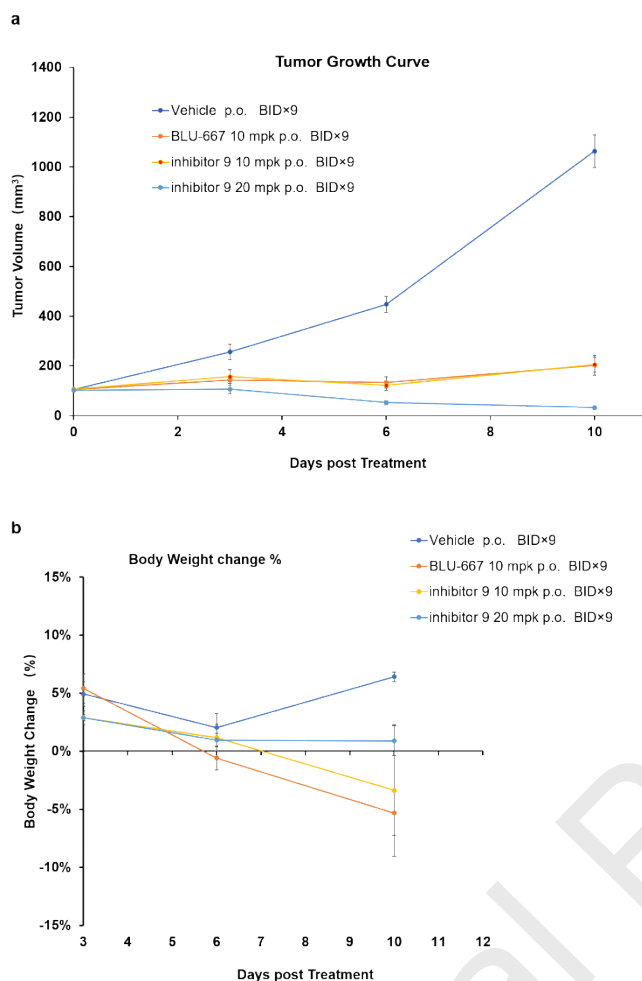 a
Tumor Growth Curve
Vehicle p.o. BID×9
BLU-667 10 mpk p.o. BID×9
inhibitor 9 10 mpk p.o. BID×9
inhibitor 9 20 mpk p.o. BID×9
1400
1200
1000
800
600
400
200
0
Tumor Volume (mm³)
0 2 4 6 8 10
Days post Treatment
b
Body Weight change %
Vehicle p.o. BID×9
BLU-667 10 mpk p.o. BID×9
inhibitor 9 10 mpk p.o. BID×9
inhibitor 9 20 mpk p.o. BID×9
15%
10%
5%
0%
-5%
-10%
-15%
Body Weight Change (%)
3 4 5 6 7 8 9 10 11 12
Days post Treatment